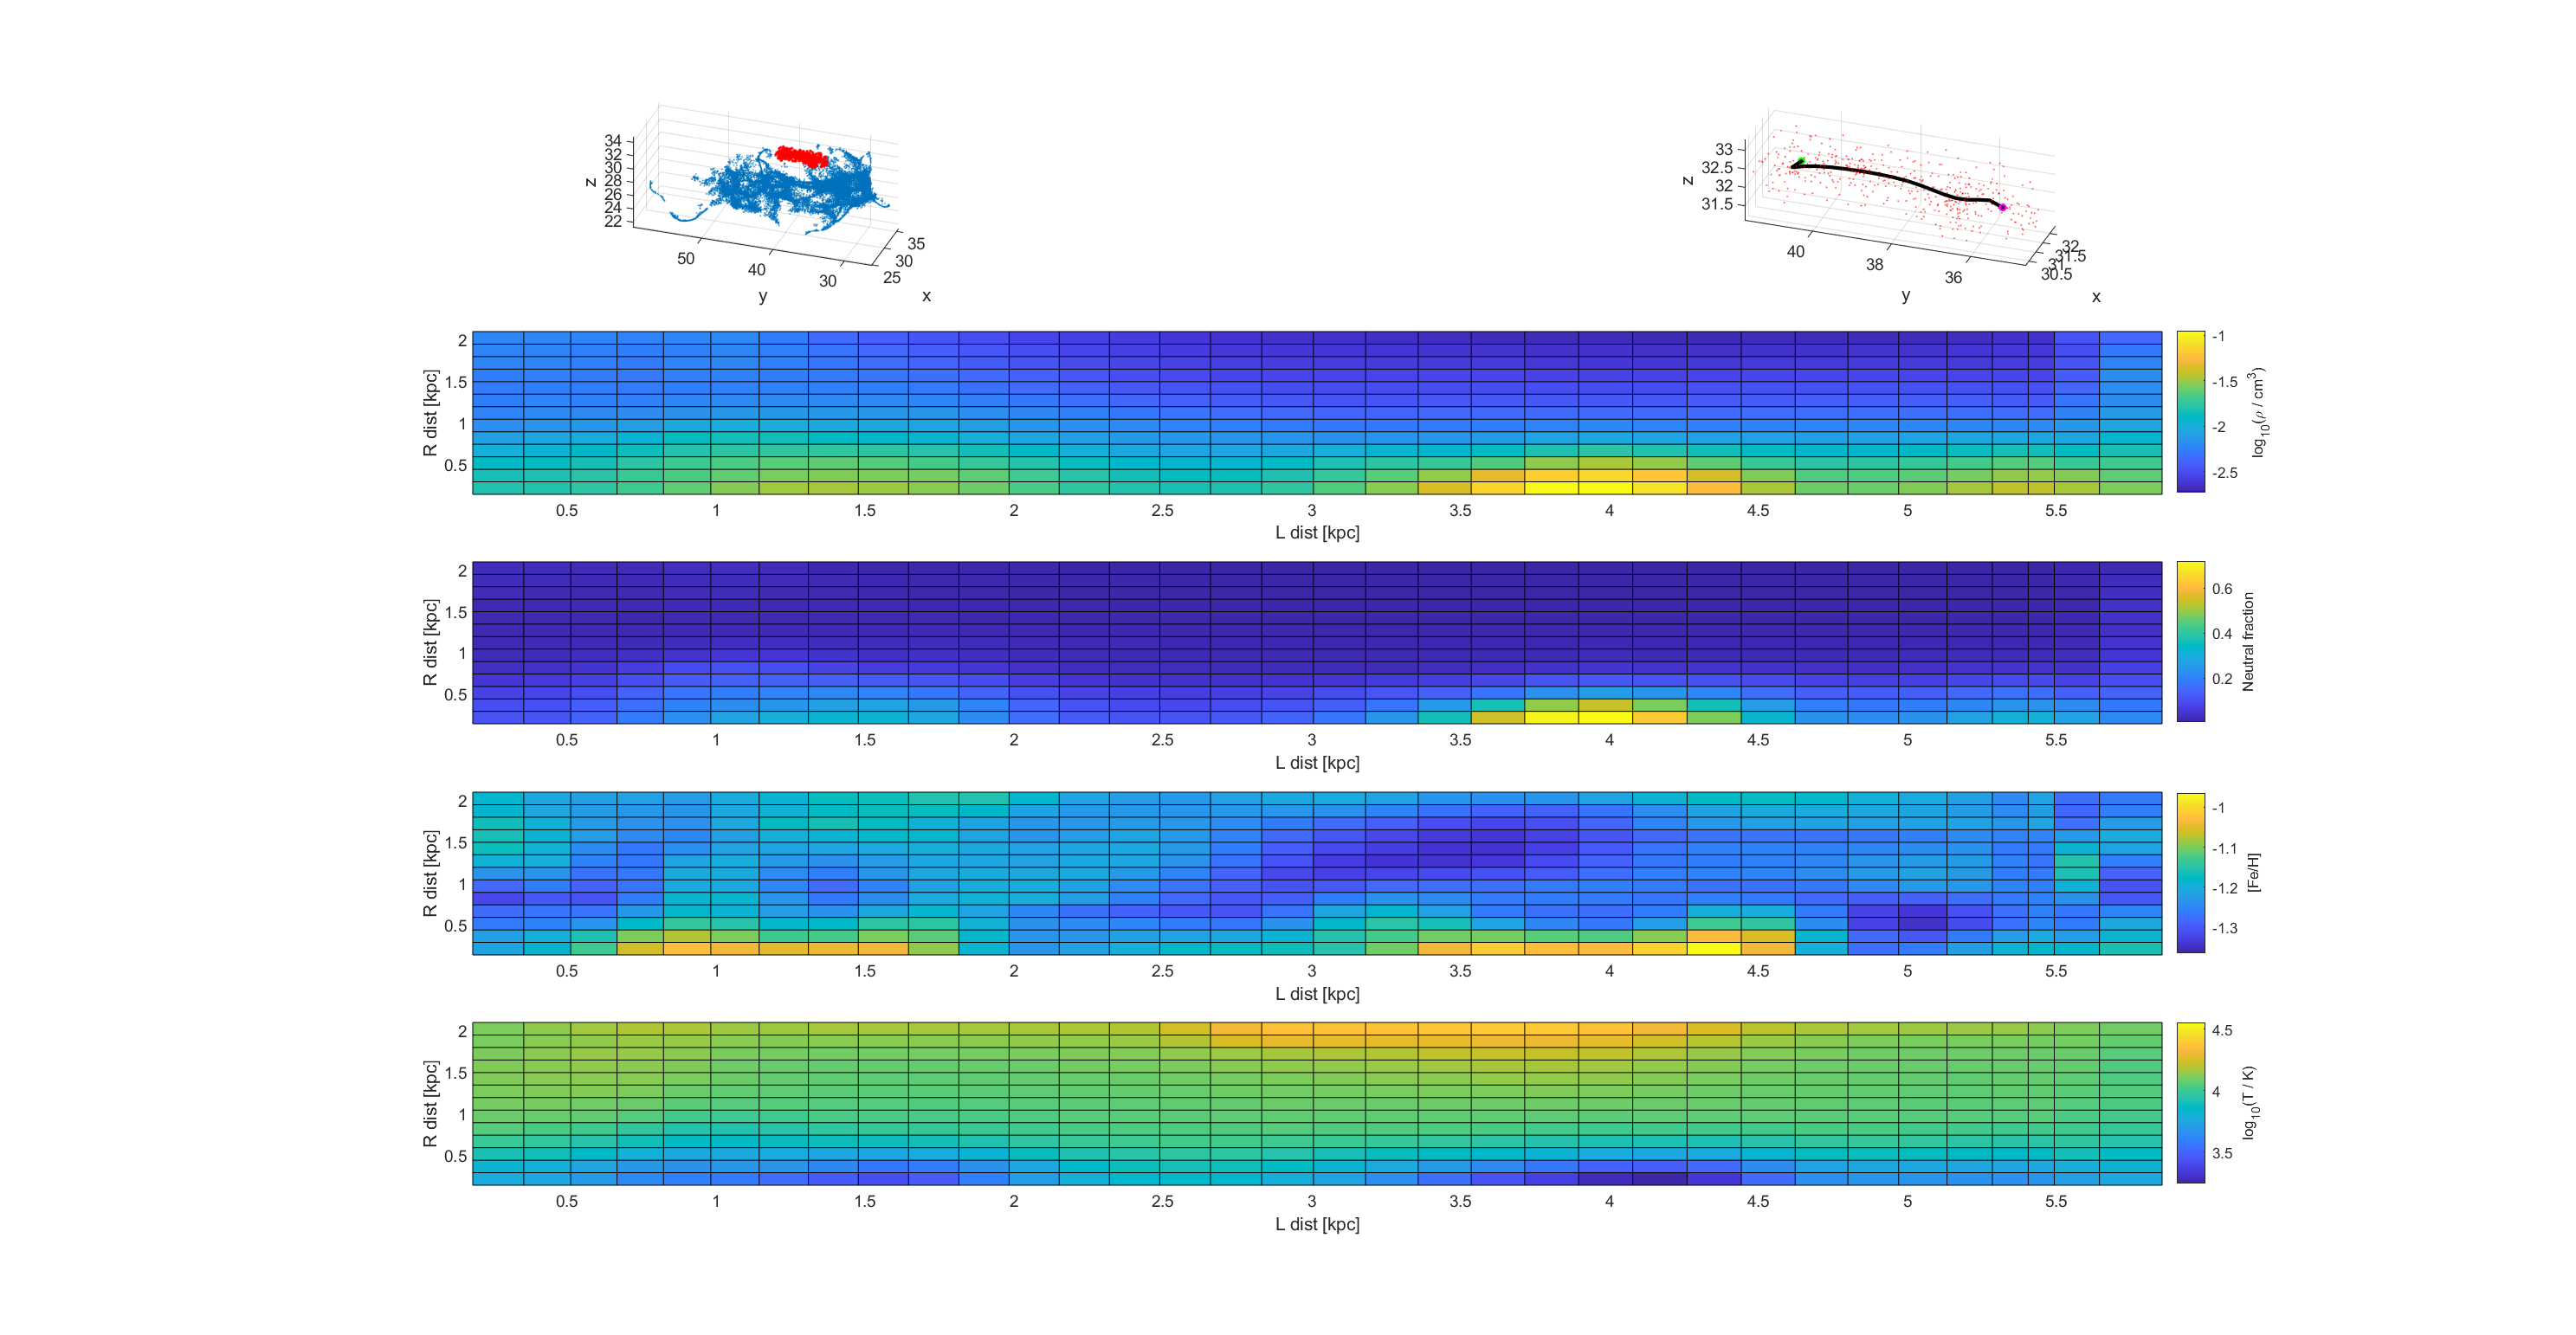 34
32
30
28
26
24
22
z
50
40
30
y
35
30
25
x
33
32.5
32
31.5
z
40
38
36
y
32
31.5
31
30.5
x
2
1.5
1
0.5
R dist [kpc]
0.5 1 1.5 2 2.5 3 3.5 4 4.5 5 5.5
L dist [kpc]
-1
-1.5
-2
-2.5
log10(ρ / cm3)
2
1.5
1
0.5
R dist [kpc]
0.5 1 1.5 2 2.5 3 3.5 4 4.5 5 5.5
L dist [kpc]
0.6
0.4
0.2
Neutral fraction
2
1.5
1
0.5
R dist [kpc]
0.5 1 1.5 2 2.5 3 3.5 4 4.5 5 5.5
L dist [kpc]
-1
-1.1
-1.2
-1.3
[Fe/H]
2
1.5
1
0.5
R dist [kpc]
0.5 1 1.5 2 2.5 3 3.5 4 4.5 5 5.5
L dist [kpc]
4.5
4
3.5
log10(T / K)